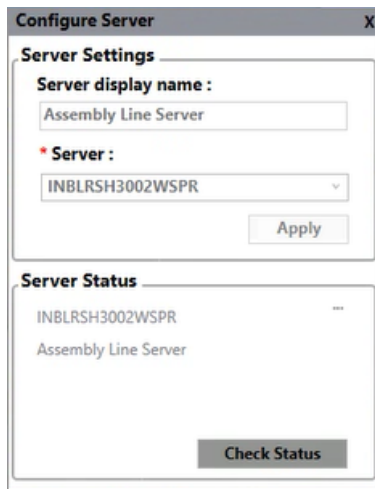 Configure Server X
Server Settings
Server display name :
Assembly Line Server
* Server :
INBLRSH3002WSPR
Apply
Server Status
INBLRSH3002WSPR ...
Assembly Line Server
Check Status